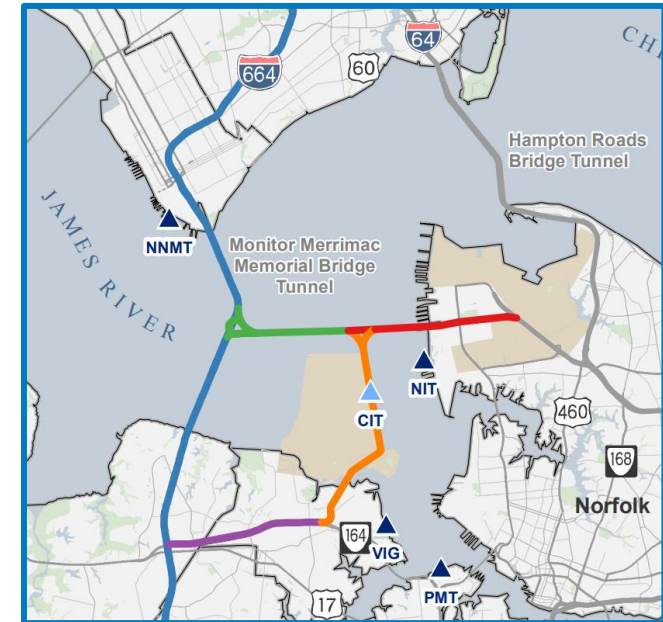 64
CH
664
60
Hampton Roads
Bridge Tunnel
JAMES RIVER
NNMT
Monitor Merrimac
Memorial Bridge
Tunnel
NIT
CIT
460
168
Norfolk
164
VIG
17
PMT